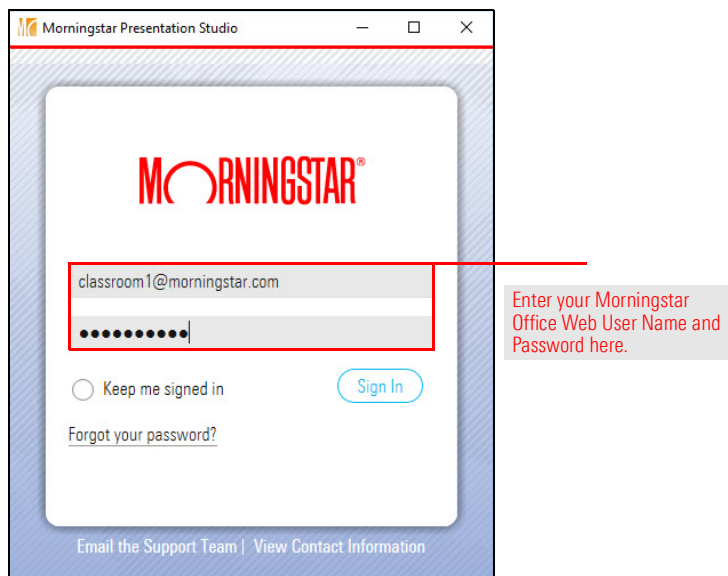 Morningstar Presentation Studio
MORNINGSTAR®
classroom1@morningstar.com
●●●●●●●●●●
Enter your Morningstar
Office Web User Name and
Password here.
Keep me signed in
Sign In
Forgot your password?
Email the Support Team | View Contact Information